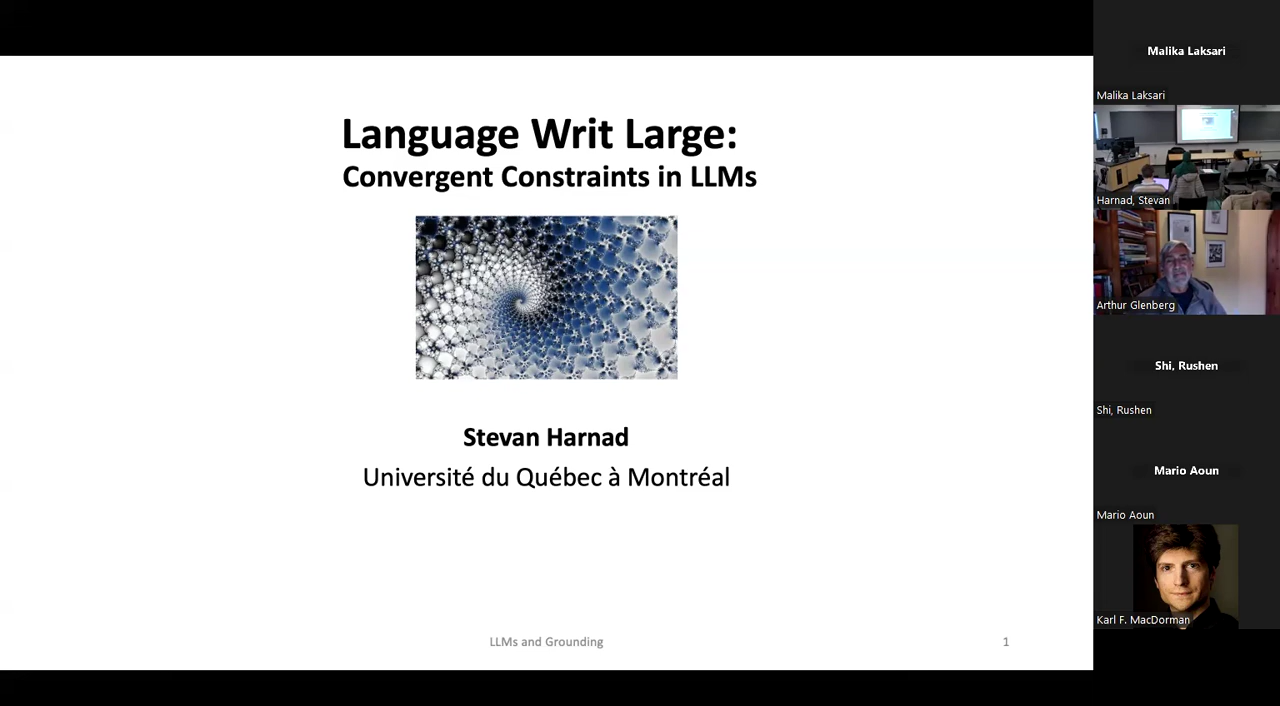 Language Writ Large:
Convergent Constraints in LLMs
Stevan Harnad
Université du Québec à Montréal
LLMs and Grounding
1
Malika Laksari
Malika Laksari
Harnad, Stevan
Arthur Glenberg
Shi, Rushen
Shi, Rushen
Mario Aoun
Mario Aoun
Karl F. MacDorman